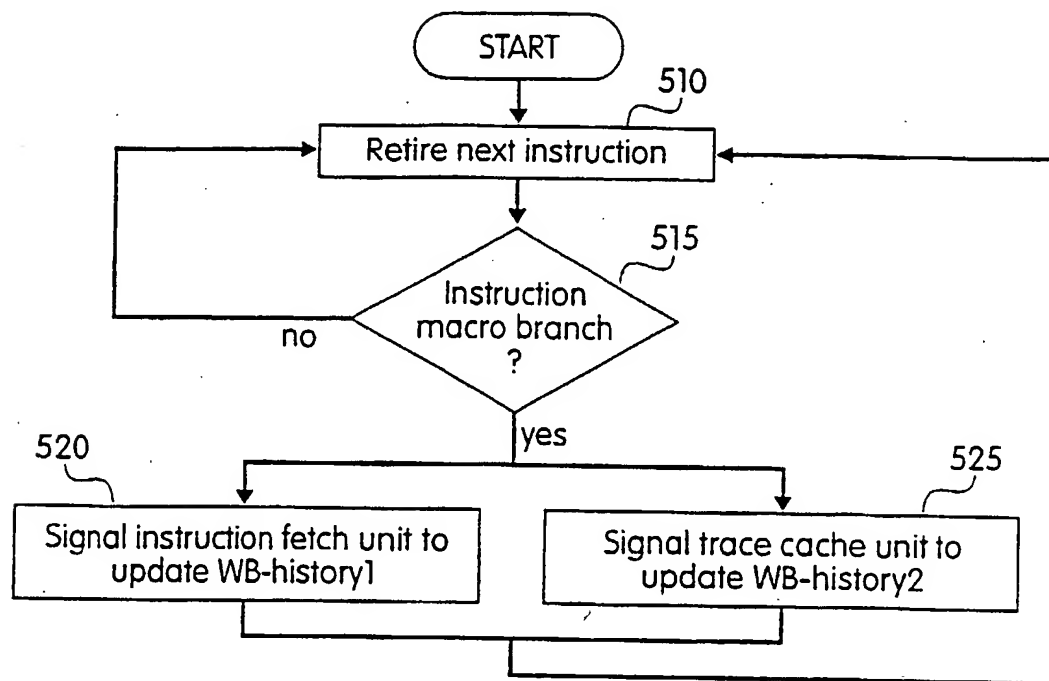 START
510
Retire next instruction
515
Instruction
macro branch
?
no
yes
520
525
Signal instruction fetch unit to
update WB-history1
Signal trace cache unit to
update WB-history2